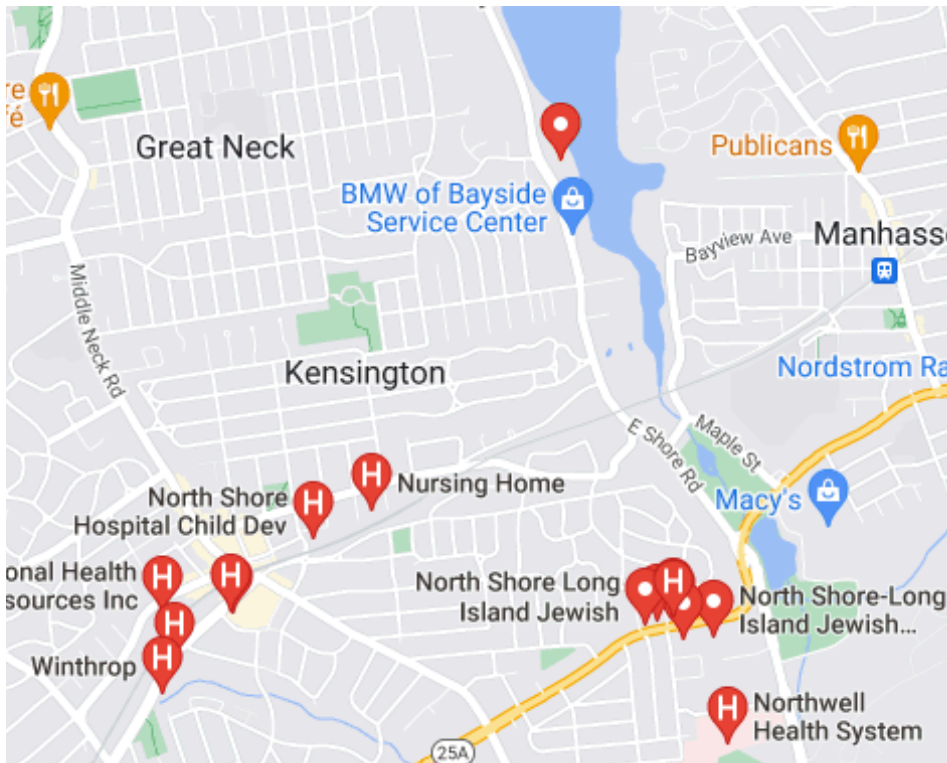 re
fé
Great Neck
Publicans
BMW of Bayside
Service Center
Bayview Ave
Manhass
Middle Neck Rd
Kensington
Nordstrom Ra
E Shore Rd
Maple St
Nursing Home
North Shore
Hospital Child Dev
Macy's
onal Health
sources Inc
H
North Shore Long
Island Jewish
North Shore-Long
Island Jewish...
Winthrop
Northwell
Health System
25A